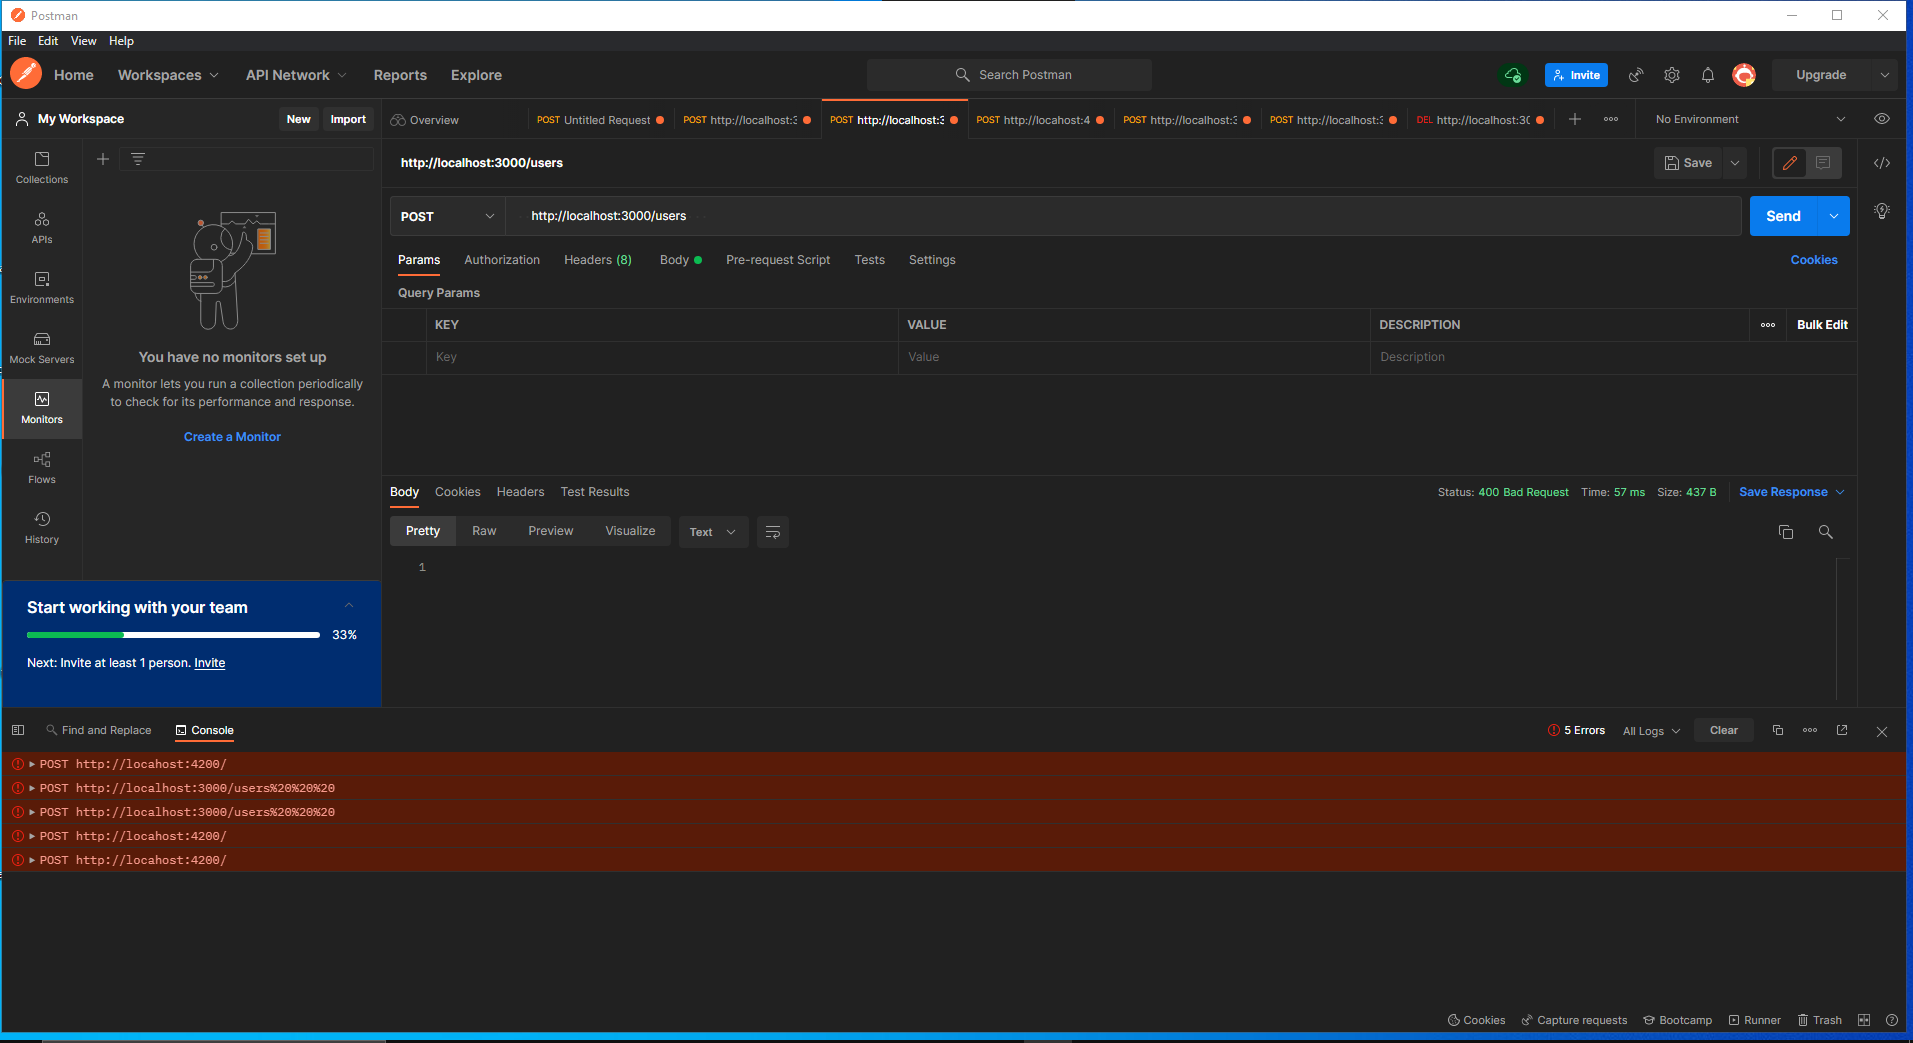 Postman
File Edit View Help
Home Workspaces API Network Reports Explore Search Postman Invite Upgrade
My Workspace New Import
Overview POST Untitled Request POST http://localhost:3 POST http://localhost:3 POST http://locahost:4 POST http://localhost:3 POST http://localhost:3 DEL http://localhost:30 No Environment
Collections
APIs
Environments
Mock Servers
Monitors
Flows
History
You have no monitors set up
A monitor lets you run a collection periodically
to check for its performance and response.
Create a Monitor
Start working with your team
33%
Next: Invite at least 1 person. Invite
http://localhost:3000/users Save
POST http://localhost:3000/users Send
Params Authorization Headers (8) Body Pre-request Script Tests Settings Cookies
Query Params
KEY VALUE DESCRIPTION Bulk Edit
Key Value Description
Body Cookies Headers Test Results Status: 400 Bad Request Time: 57 ms Size: 437 B Save Response
Pretty Raw Preview Visualize Text
1
Find and Replace Console 5 Errors All Logs Clear
POST http://locahost:4200/
POST http://localhost:3000/users%20%20%20
POST http://localhost:3000/users%20%20%20
POST http://locahost:4200/
POST http://locahost:4200/
Cookies Capture requests Bootcamp Runner Trash